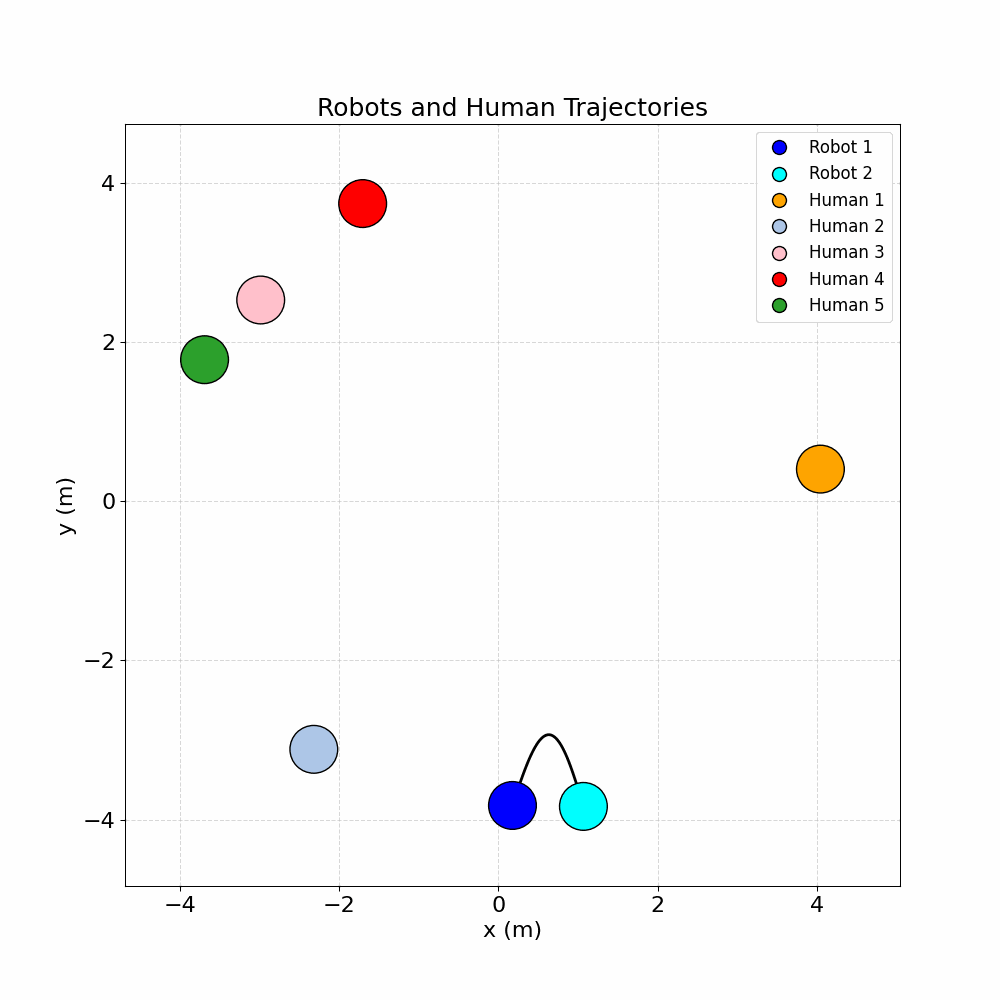 Robots and Human Trajectories
Robot 1
Robot 2
Human 1
Human 2
Human 3
Human 4
Human 5
4
2
0
−2
−4
y (m)
−4 −2 0 2 4
x (m)